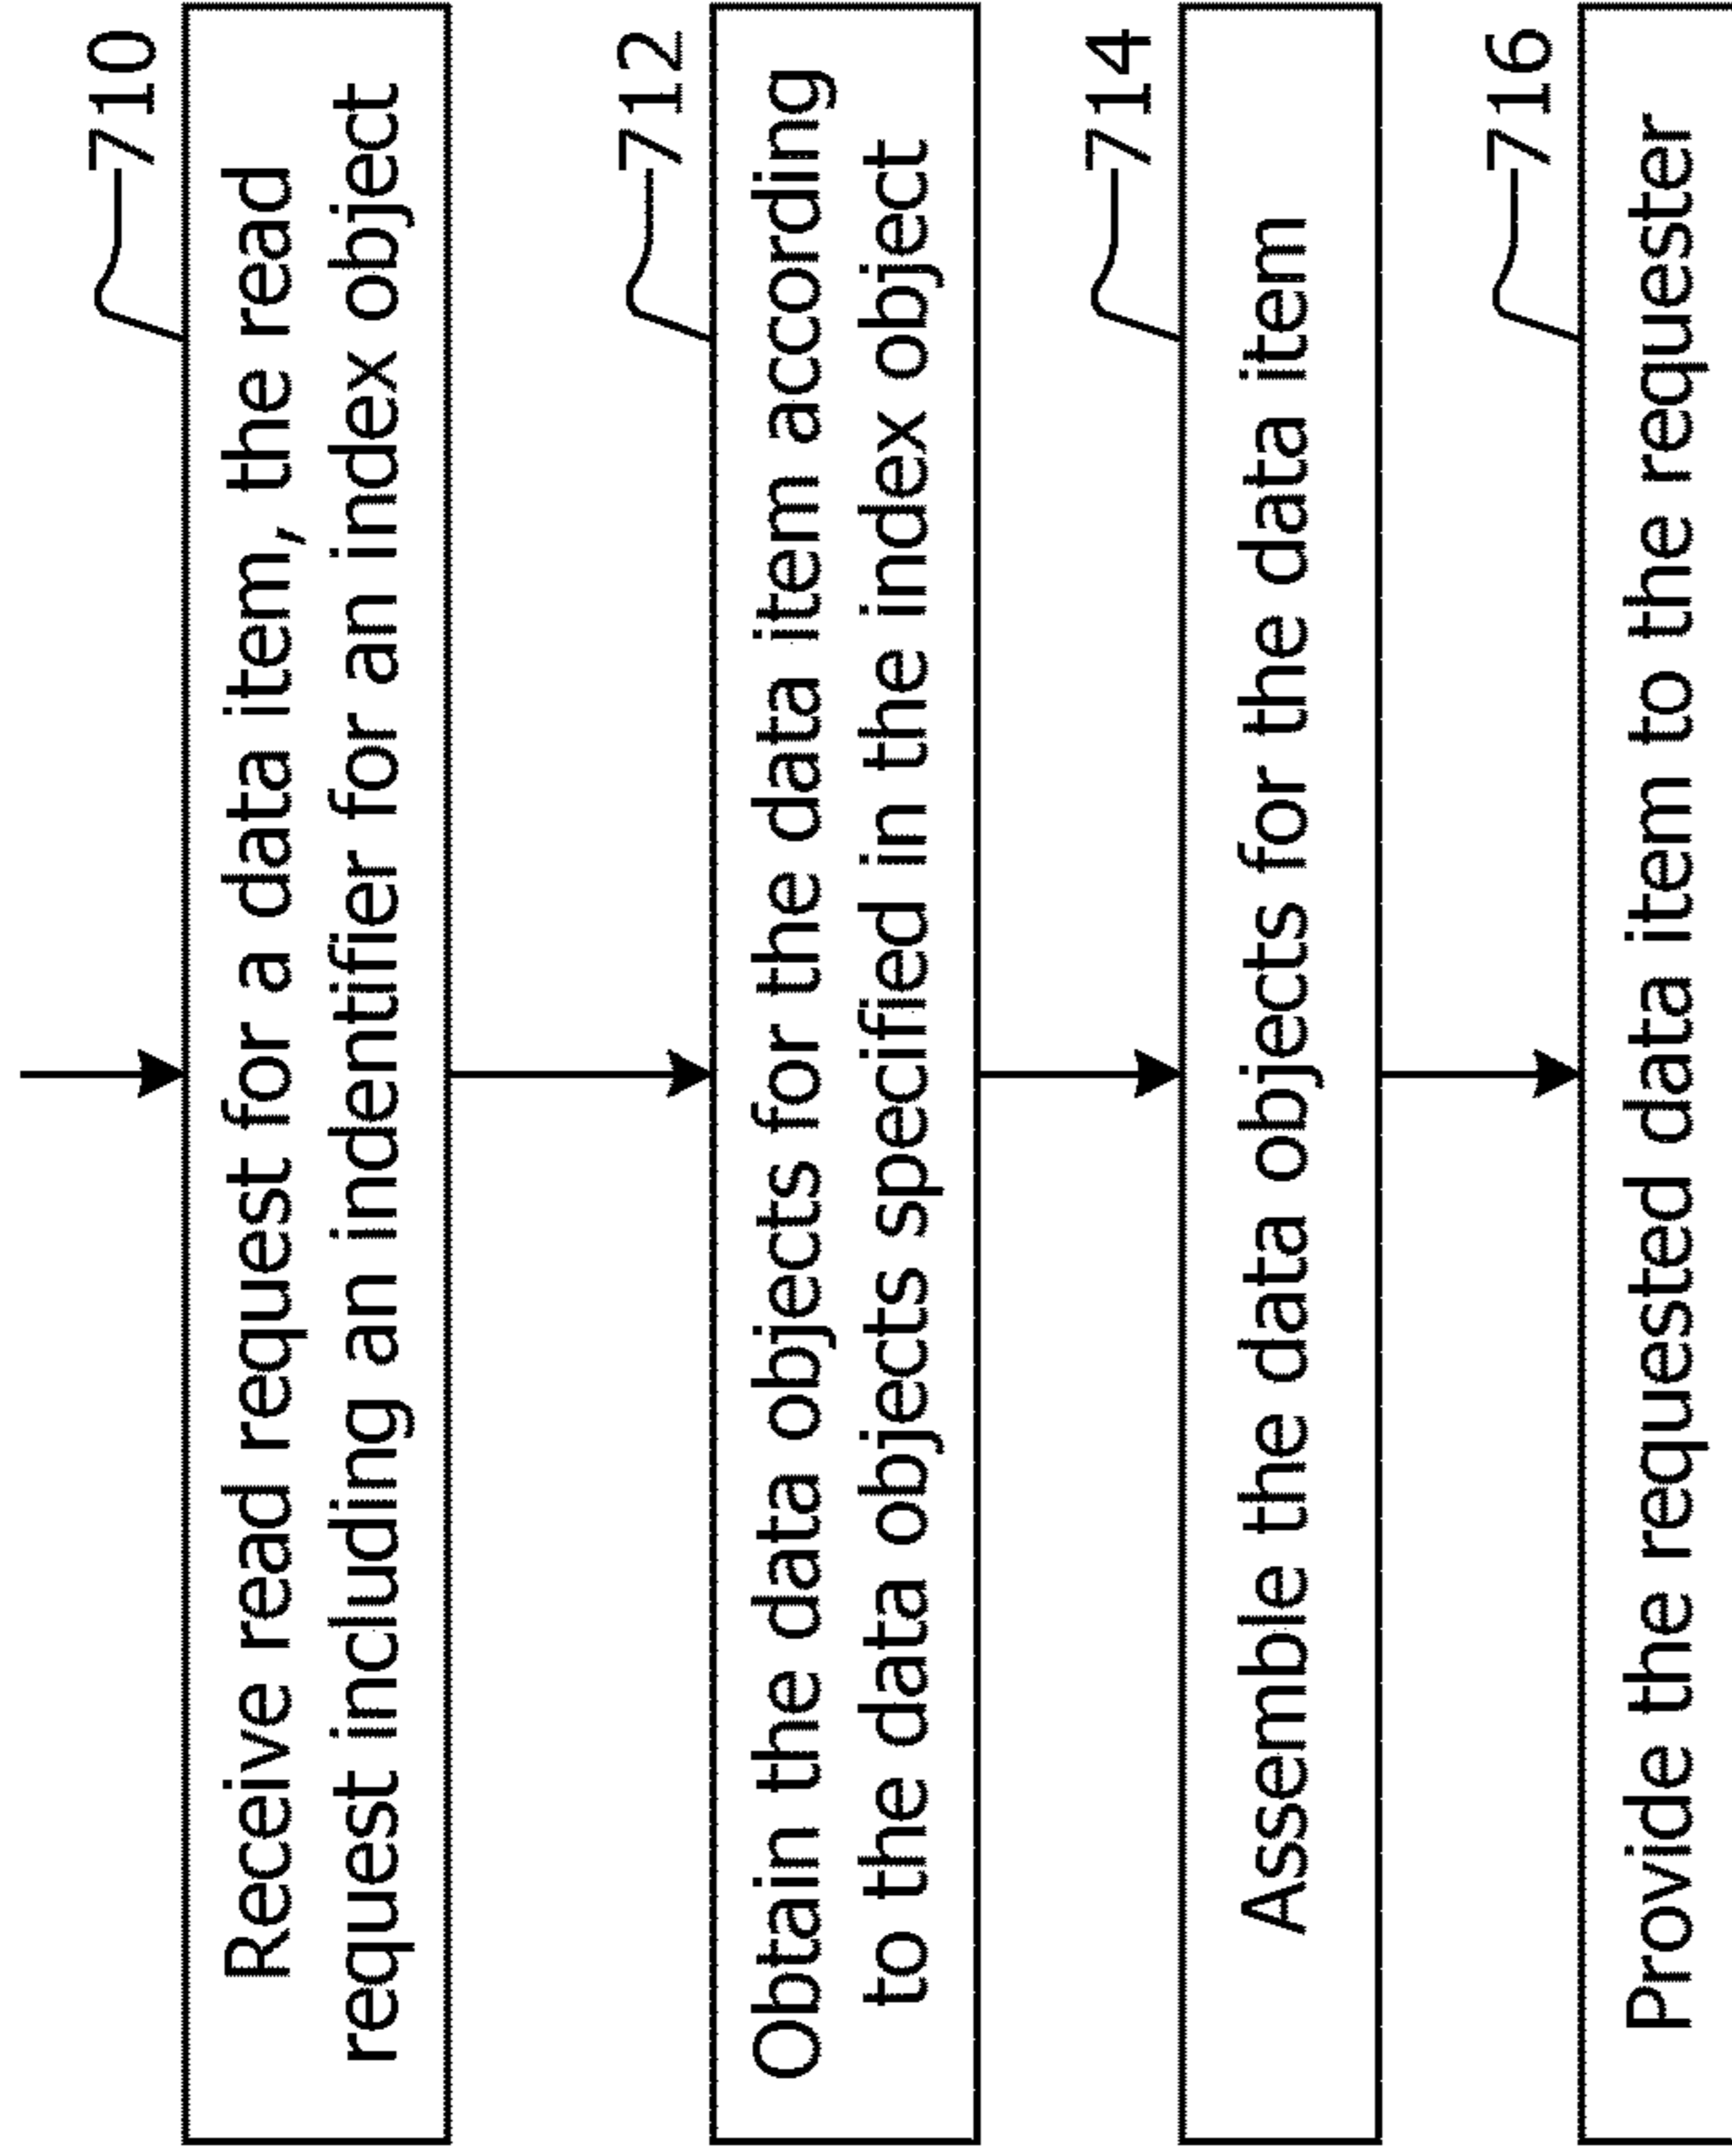 710
Receive read request for a data item, the read
request including an indentifier for an index object
712
Obtain the data objects for the data item according
to the data objects specified in the index object
714
Assemble the data objects for the data item
716
Provide the requested data item to the requester